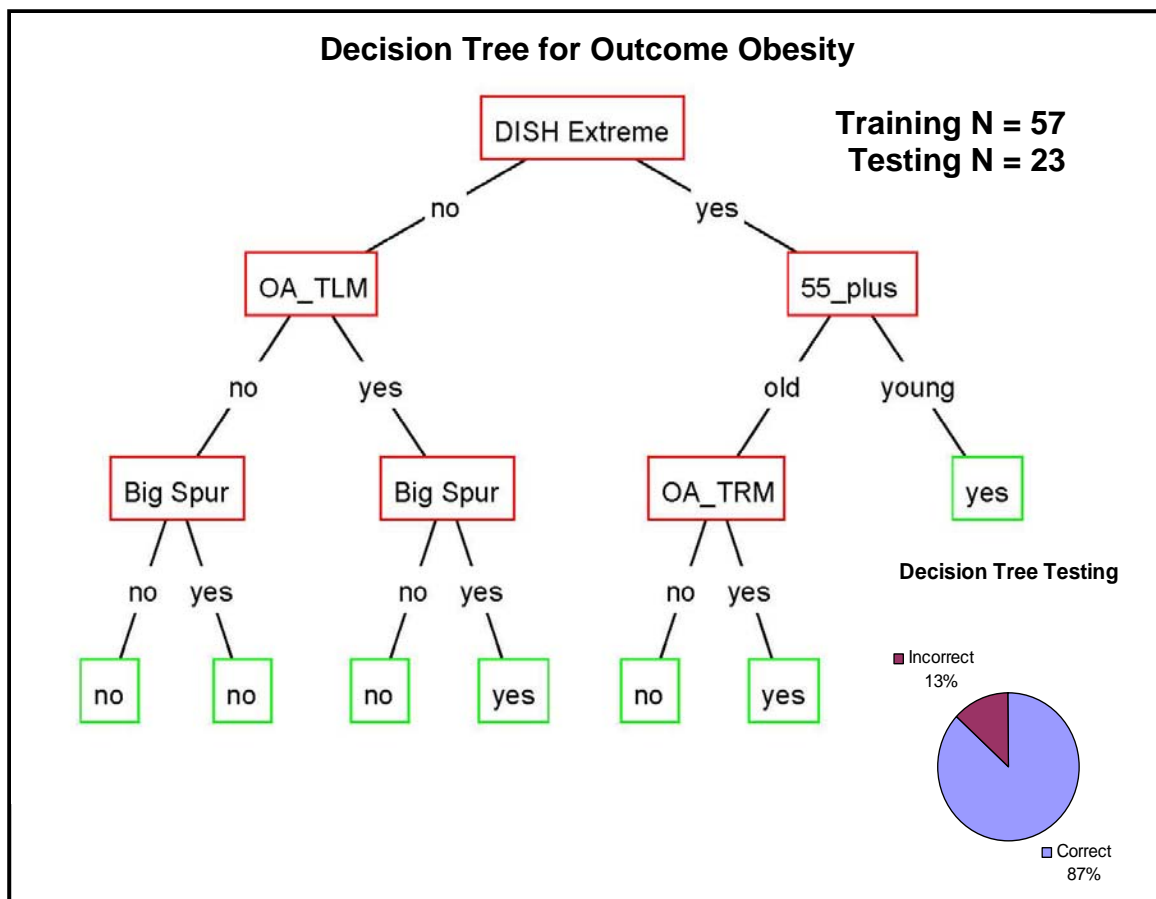 Decision Tree for Outcome Obesity
Training N = 57
Testing N = 23
DISH Extreme
no
yes
OA_TLM
55_plus
no
yes
old
young
Big Spur
Big Spur
OA_TRM
yes
no
yes
no
yes
no
yes
no
no
no
yes
no
yes
Decision Tree Testing
Incorrect
13%
Correct
87%